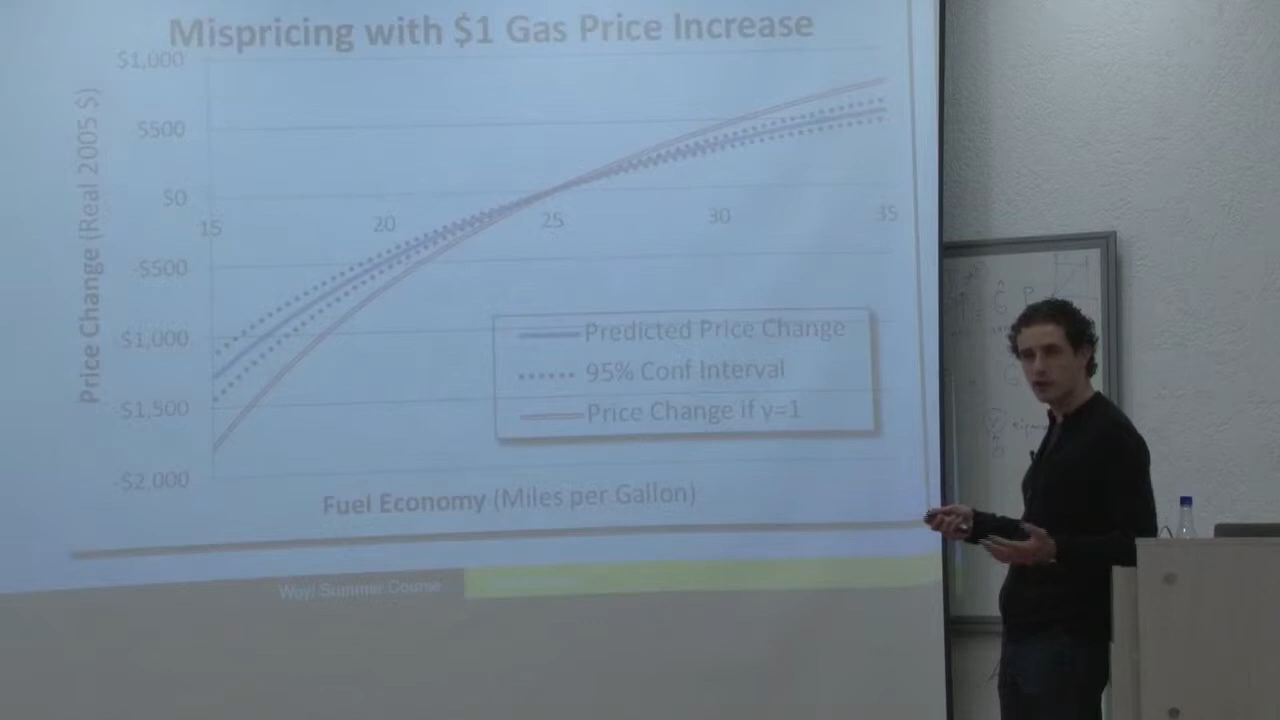 Mispricing with $1 Gas Price Increase
Price Change (Real 2005 $)
$1,000
$500
$0
-$500
$1,000
$1,500
-$2,000
15
20
25
30
35
Predicted Price Change
95% Conf Interval
Price Change if γ=1
Fuel Economy (Miles per Gallon)
Weyl Summer Course